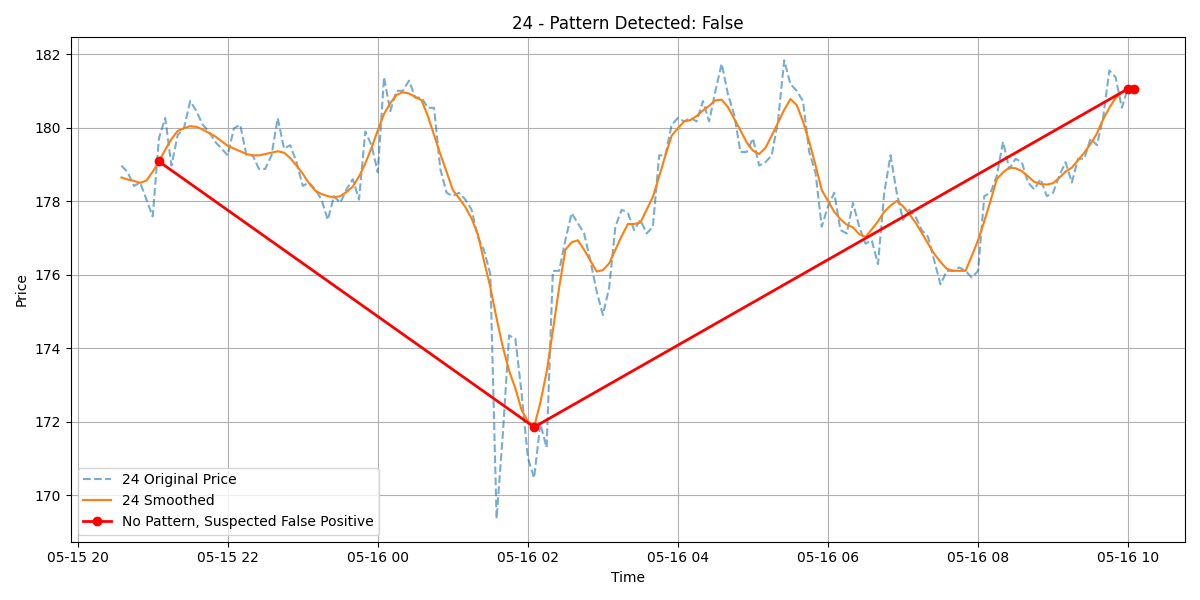 24 - Pattern Detected: False
182
180
178
176
174
172
170
Price
24 Original Price
24 Smoothed
No Pattern, Suspected False Positive
05-15 20 05-15 22 05-16 00 05-16 02 05-16 04 05-16 06 05-16 08 05-16 10
Time